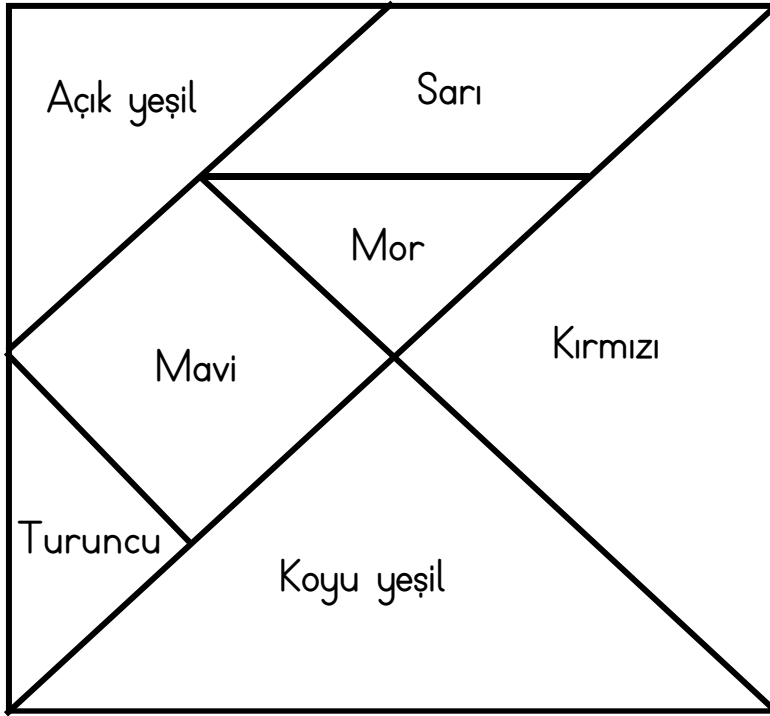 Açık yeşil
Sarı
Mor
Mavi
Kırmızı
Turuncu
Koyu yeşil